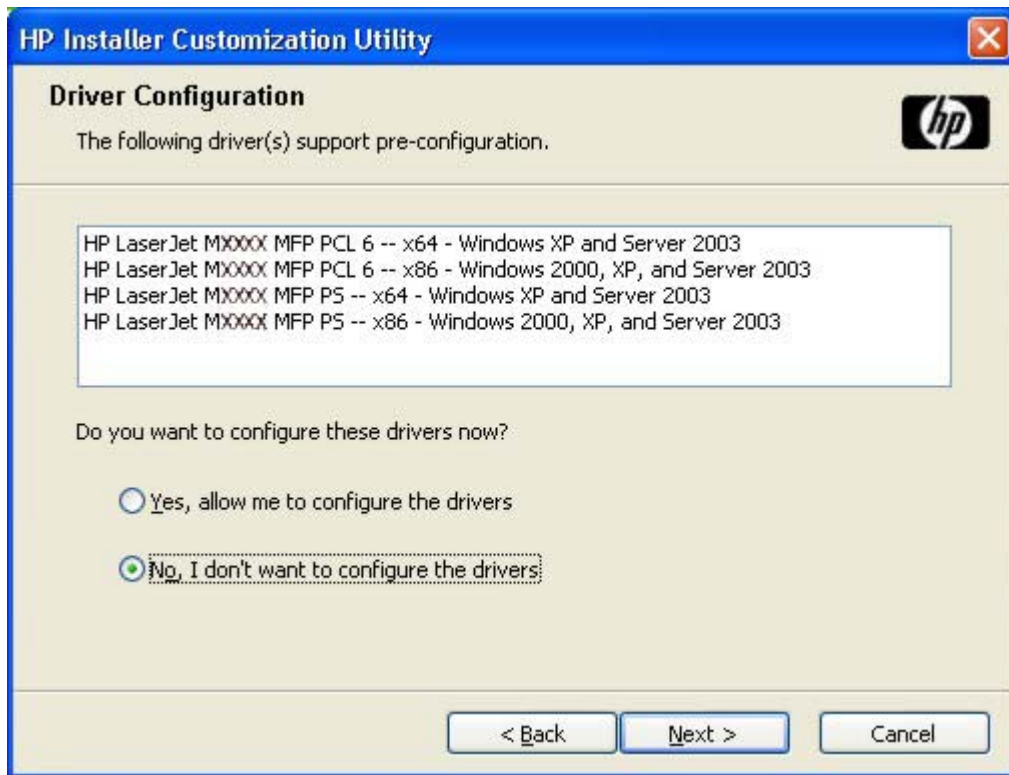 HP Installer Customization Utility
Driver Configuration
The following driver(s) support pre-configuration.
hp
HP LaserJet MXXXX MFP PCL 6 -- x64 - Windows XP and Server 2003
HP LaserJet MXXXX MFP PCL 6 -- x86 - Windows 2000, XP, and Server 2003
HP LaserJet MXXXX MFP PS -- x64 - Windows XP and Server 2003
HP LaserJet MXXXX MFP PS -- x86 - Windows 2000, XP, and Server 2003
Do you want to configure these drivers now?
Yes, allow me to configure the drivers
No, I don't want to configure the drivers
< Back Next > Cancel